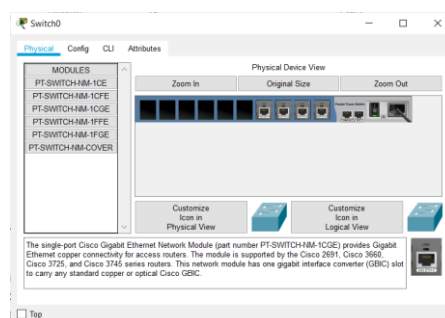 Switch0
Physical Config CLI Attributes
MODULES
PT-SWITCH-NM-1CE
PT-SWITCH-NM-1CFE
PT-SWITCH-NM-1CGE
PT-SWITCH-NM-1FFE
PT-SWITCH-NM-1FGE
PT-SWITCH-NM-COVER
Physical Device View
Zoom In Original Size Zoom Out
Customize
Icon in
Physical View
Customize
Icon in
Logical View
The single-port Cisco Gigabit Ethernet Network Module (part number PT-SWITCH-NM-1CGE) provides Gigabit
Ethernet copper connectivity for access routers. The module is supported by the Cisco 2691, Cisco 3660,
Cisco 3725, and Cisco 3745 series routers. This network module has one gigabit interface converter (GBIC) slot
to carry any standard copper or optical Cisco GBIC.
Top